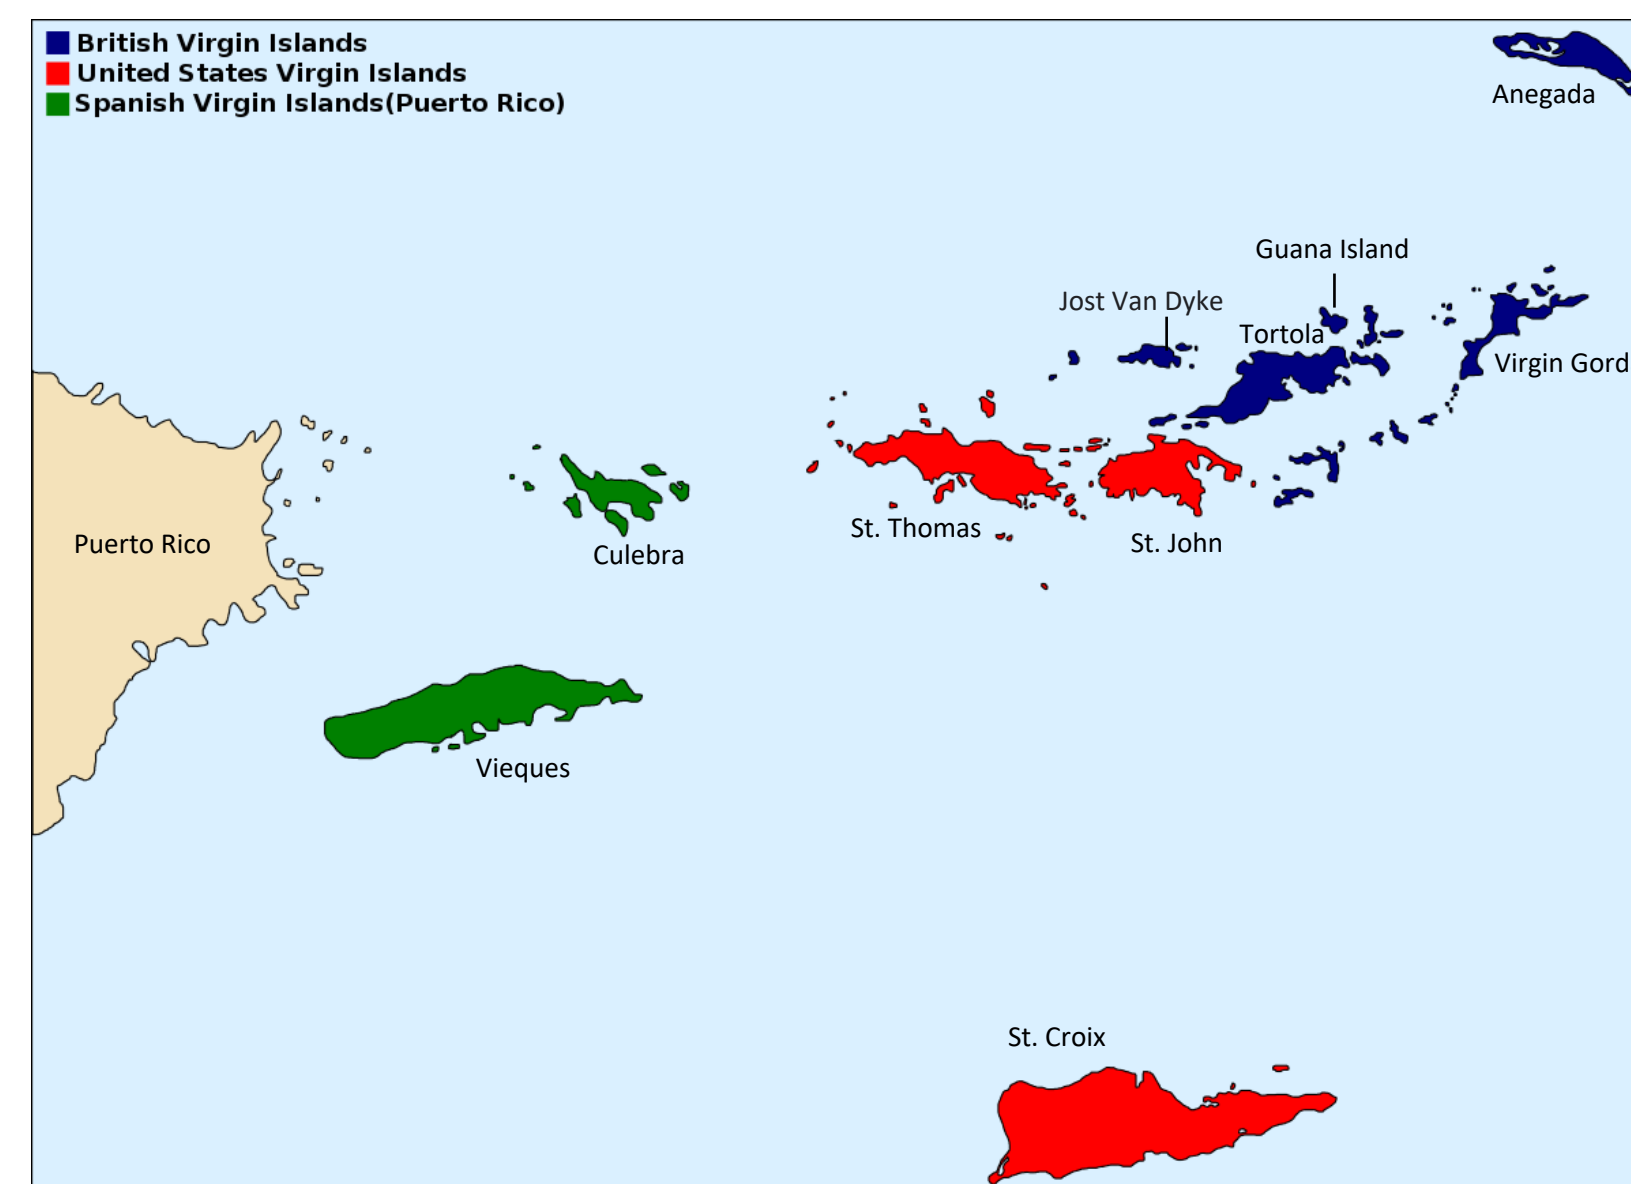 British Virgin Islands
United States Virgin Islands
Spanish Virgin Islands(Puerto Rico)
Anegada
Guana Island
Jost Van Dyke
Tortola
Virgin Gord
St. Thomas
St. John
Puerto Rico
Culebra
Vieques
St. Croix